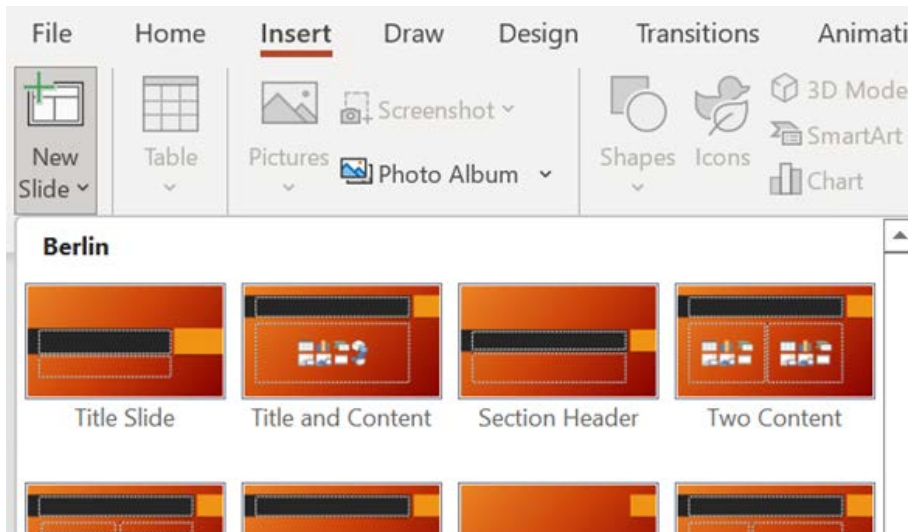 File Home Insert Draw Design Transitions Animati
New
Slide
Table
Pictures
Screenshot
Photo Album
Shapes
Icons
3D Mode
SmartArt
Chart
Berlin
Title Slide Title and Content Section Header Two Content